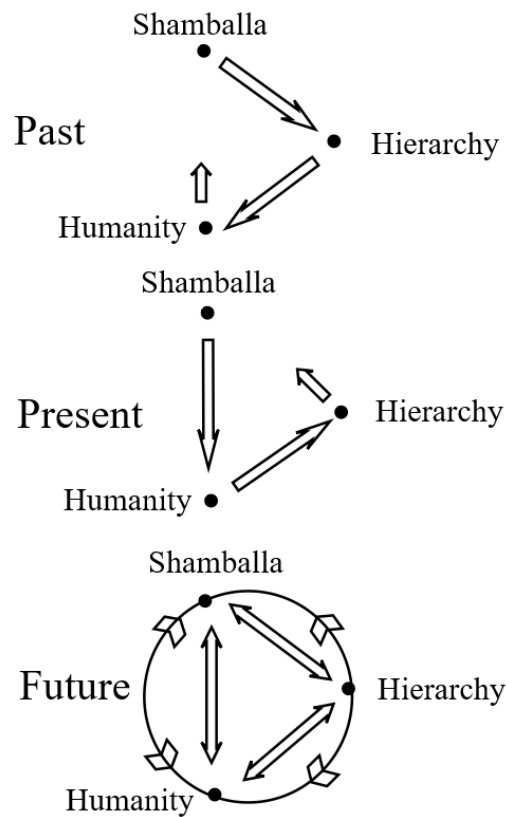 Shamballa
Past
Hierarchy
Humanity
Shamballa
Present
Hierarchy
Humanity
Shamballa
Future
Hierarchy
Humanity